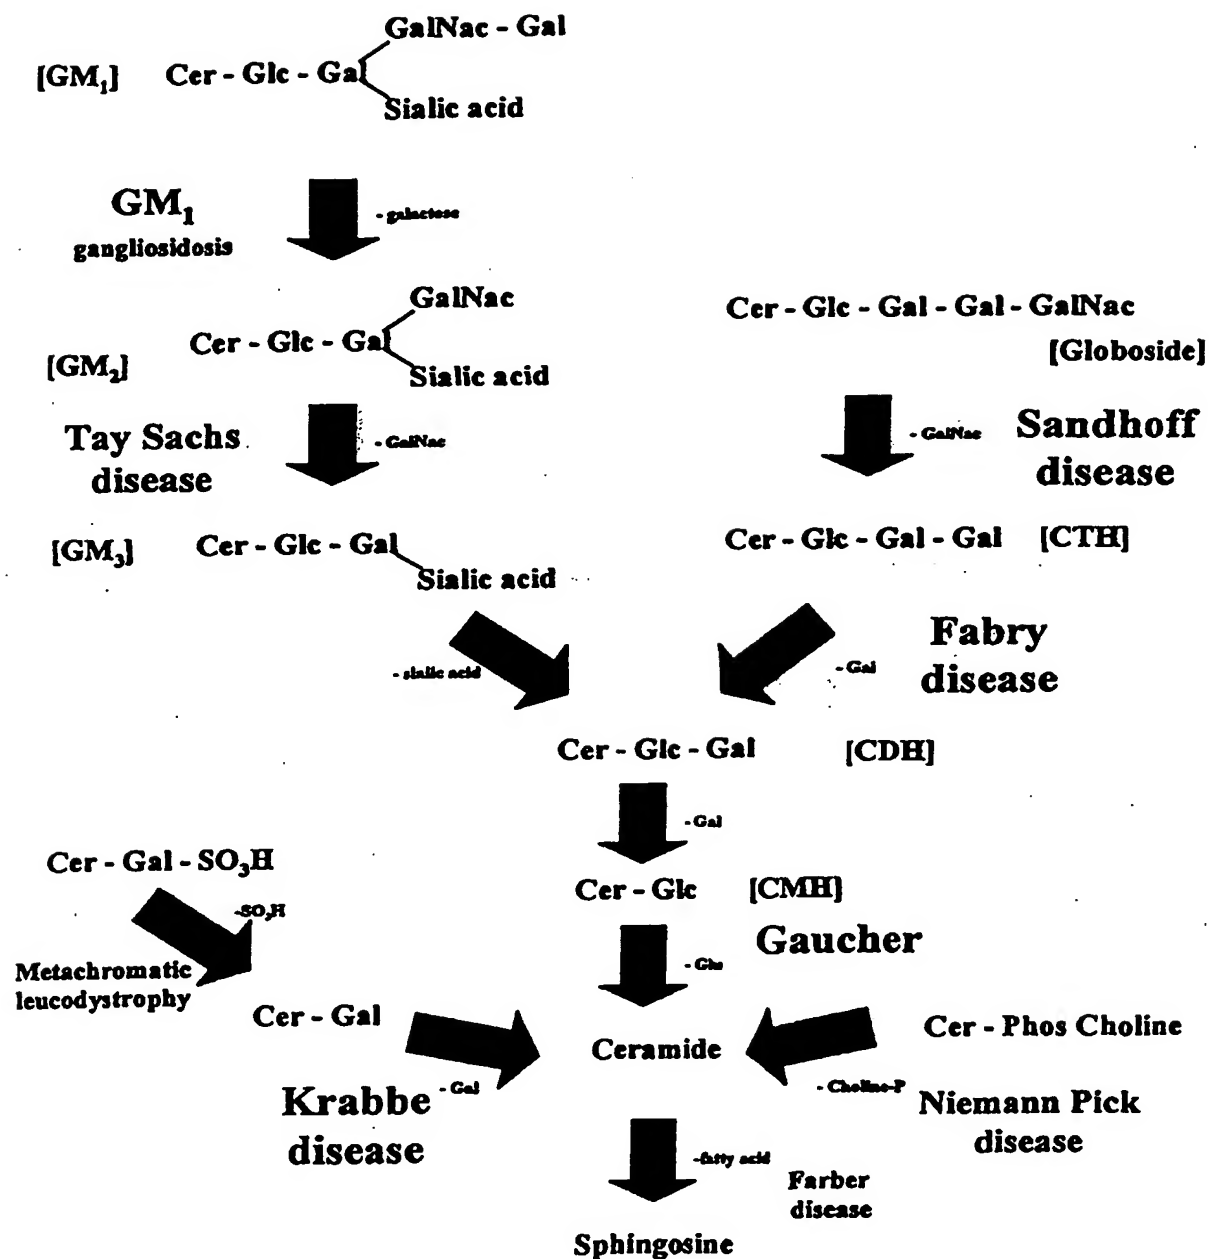 GalNac - Gal
[GM1] Cer - Glc - Gal
Sialic acid
GM1
gangliosidosis
- galactose
GalNac
Cer - Glc - Gal
[GM2]
Sialic acid
Cer - Glc - Gal - Gal - GalNac
[Globoside]
Tay Sachs
disease
- GalNac
- GalNac
Sandhoff
disease
[GM3] Cer - Glc - Gal
Sialic acid
Cer - Glc - Gal - Gal [CTH]
- sialic acid
- Gal
Fabry
disease
Cer - Glc - Gal [CDH]
- Gal
Cer - Gal - SO3H
-SO3H
Metachromatic
leucodystrophy
Cer - Glc [CMH]
Gaucher
- Glc
Cer - Gal
Ceramide
Cer - Phos Choline
Krabbe
disease
- Gal
- Choline-P
Niemann Pick
disease
-fatty acid
Farber
disease
Sphingosine